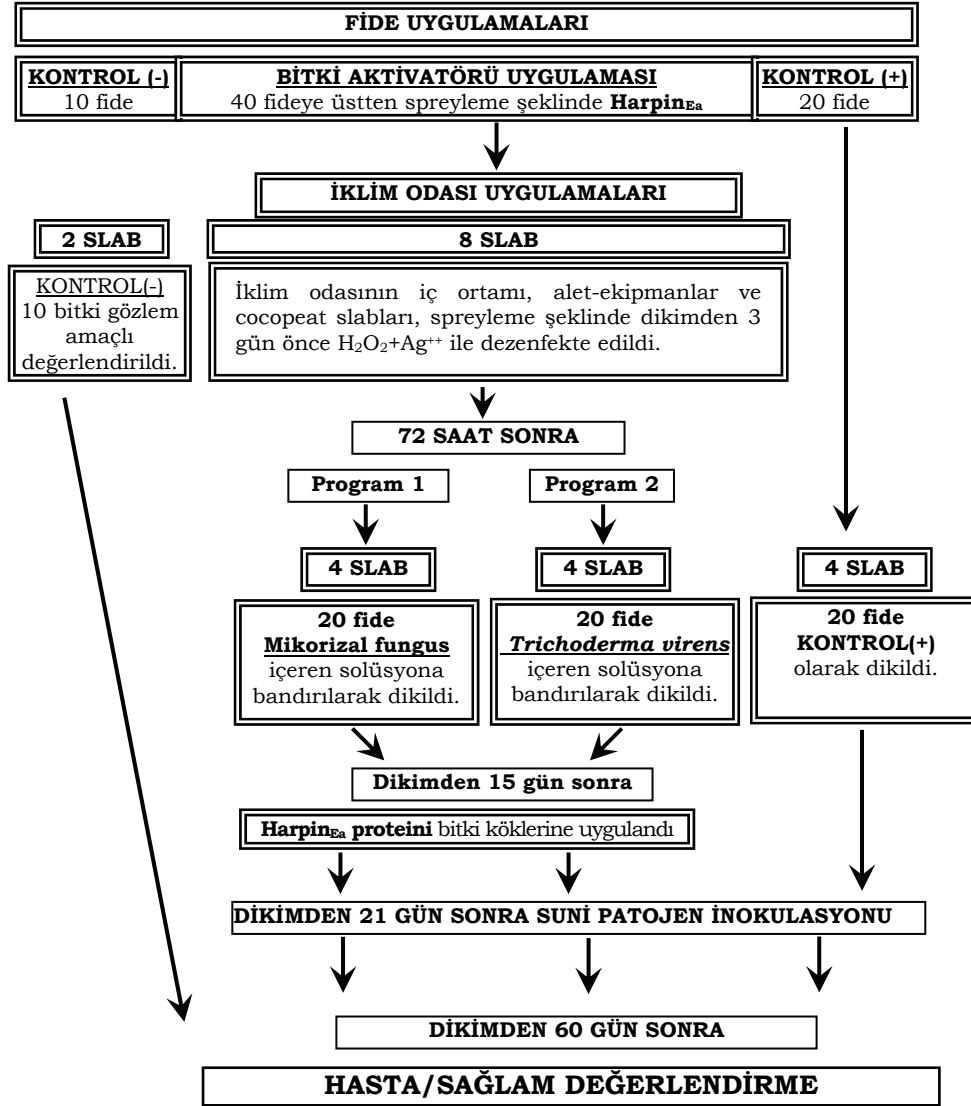 FİDE UYGULAMALARI
KONTROL (-)
10 fide
BİTKİ AKTİVATÖRÜ UYGULAMASI
40 fideye üstten spreyleme şeklinde Harpin_Ea
KONTROL (+)
20 fide
İKLİM ODASI UYGULAMALARI
2 SLAB
8 SLAB
KONTROL(-)
10 bitki gözlem
amaçlı
değerlendirildi.
İklim odasının iç ortamı, alet-ekipmanlar ve
cocopeat slabları, spreyleme şeklinde dikimden 3
gün önce H₂O₂+Ag⁺⁺ ile dezenfekte edildi.
72 SAAT SONRA
Program 1
Program 2
4 SLAB
4 SLAB
4 SLAB
20 fide
Mikorizal fungus
içeren solüsyona
bandırılarak dikildi.
20 fide
Trichoderma virens
içeren solüsyona
bandırılarak dikildi.
20 fide
KONTROL(+)
olarak dikildi.
Dikimden 15 gün sonra
Harpin_Ea proteini bitki köklerine uygulandı
DİKİMDEN 21 GÜN SONRA SUNİ PATOJEN İNOKULASYONU
DİKİMDEN 60 GÜN SONRA
HASTA/SAĞLAM DEĞERLENDİRME